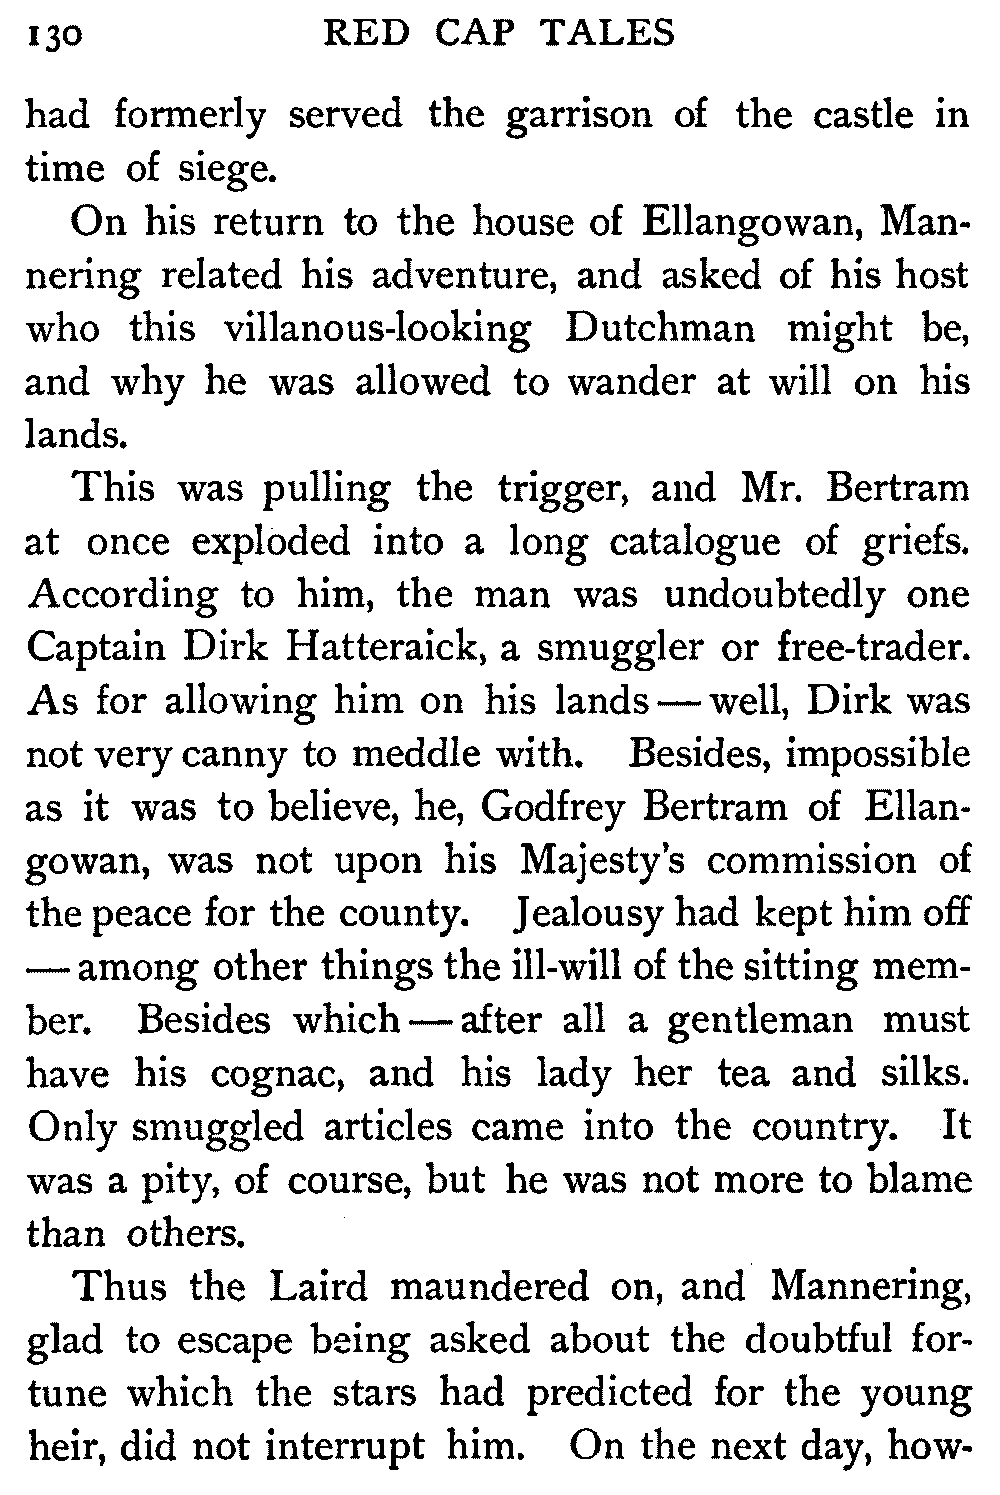 130 RED CAP TALES
had formerly served the garrison of the castle in
time of siege.
On his return to the house of Ellangowan, Man-
nering related his adventure, and asked of his host
who this villanous-looking Dutchman might be,
and why he was allowed to wander at will on his
lands.
This was pulling the trigger, and Mr. Bertram
at once exploded into a long catalogue of griefs.
According to him, the man was undoubtedly one
Captain Dirk Hatteraick, a smuggler or free-trader.
As for allowing him on his lands — well, Dirk was
not very canny to meddle with. Besides, impossible
as it was to believe, he, Godfrey Bertram of Ellan-
gowan, was not upon his Majesty's commission of
the peace for the county. Jealousy had kept him off
— among other things the ill-will of the sitting mem-
ber. Besides which — after all a gentleman must
have his cognac, and his lady her tea and silks.
Only smuggled articles came into the country. It
was a pity, of course, but he was not more to blame
than others.
Thus the Laird maundered on, and Mannering,
glad to escape being asked about the doubtful for-
tune which the stars had predicted for the young
heir, did not interrupt him. On the next day, how-